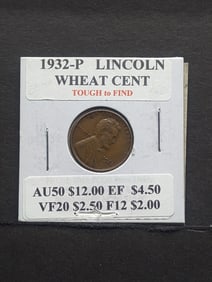 1932-P LINCOLN
WHEAT CENT
TOUGH to FIND
AU50 $12.00 EF $4.50
VF20 $2.50 F12 $2.00